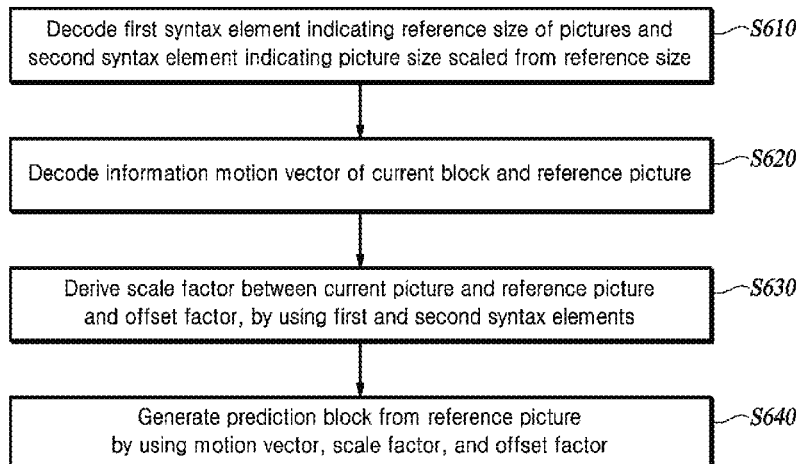 Decode first syntax element indicating reference size of pictures and
second syntax element indicating picture size scaled from reference size
S610
Decode information motion vector of current block and reference picture
S620
Derive scale factor between current picture and reference picture
and offset factor, by using first and second syntax elements
S630
Generate prediction block from reference picture
by using motion vector, scale factor, and offset factor
S640